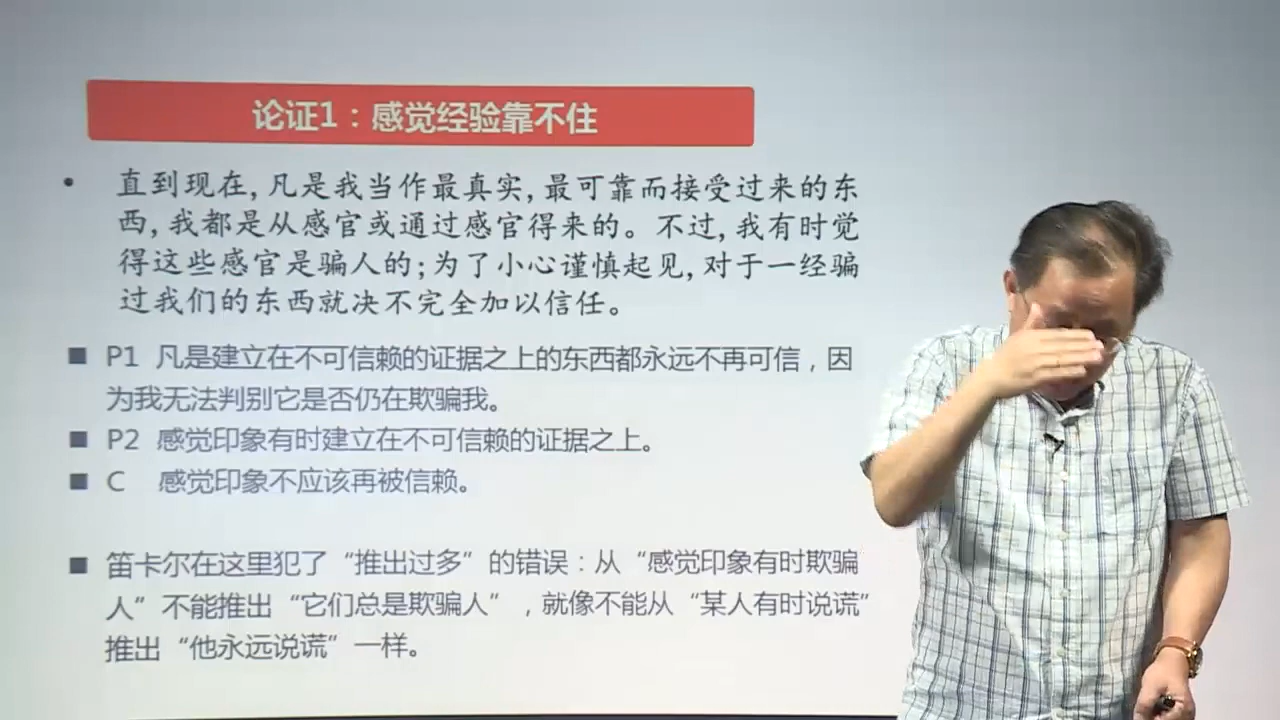 论证1：感觉经验靠不住
• 直到现在,凡是我当作最真实,最可靠而接受过来的东
西,我都是从感官或通过感官得来的。不过,我有时觉
得这些感官是骗人的;为了小心谨慎起见,对于一经骗
过我们的东西就决不完全加以信任。
■ P1 凡是建立在不可信赖的证据之上的东西都永远不再可信，因
为我无法判别它是否仍在欺骗我。
■ P2 感觉印象有时建立在不可信赖的证据之上。
■ C 感觉印象不应该再被信赖。
■ 笛卡尔在这里犯了“推出过多”的错误：从“感觉印象有时欺骗
人”不能推出“它们总是欺骗人”，就像不能从“某人有时说谎”
推出“他永远说谎”一样。